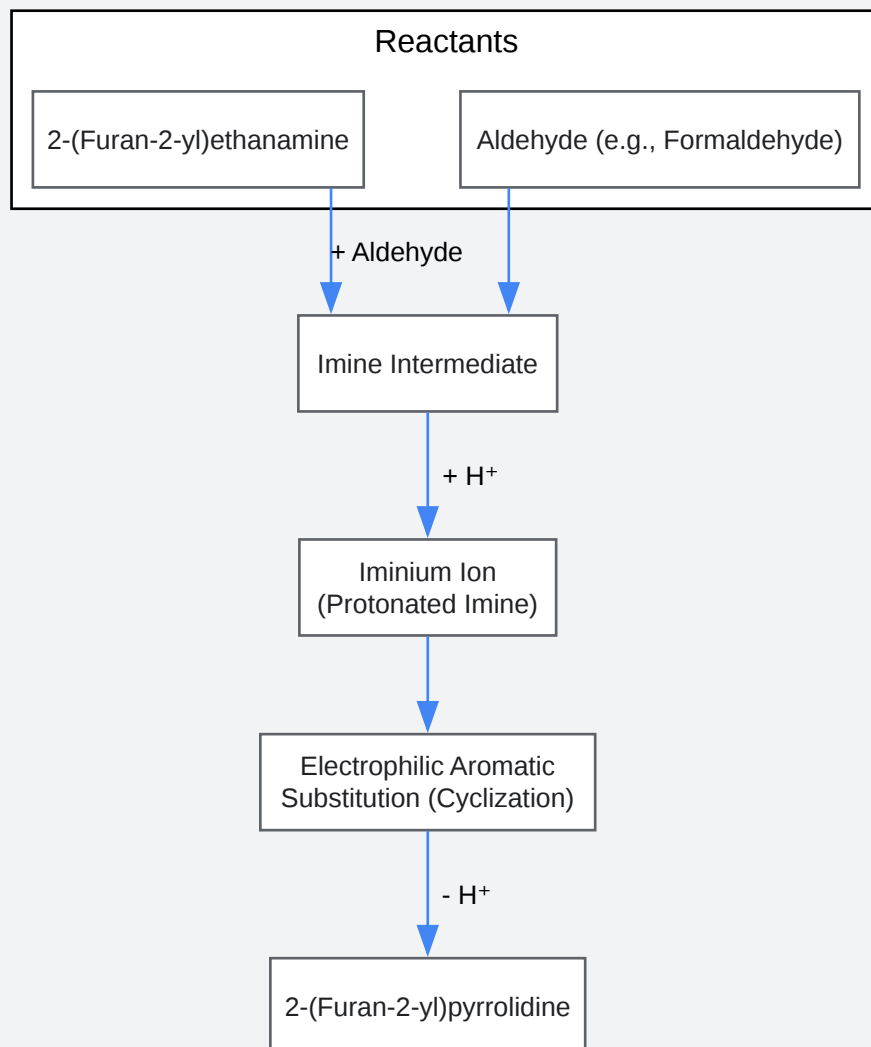 Reactants
2-(Furan-2-yl)ethanamine
Aldehyde (e.g., Formaldehyde)
+ Aldehyde
Imine Intermediate
+ H⁺
Iminium Ion
(Protonated Imine)
Electrophilic Aromatic
Substitution (Cyclization)
- H⁺
2-(Furan-2-yl)pyrrolidine